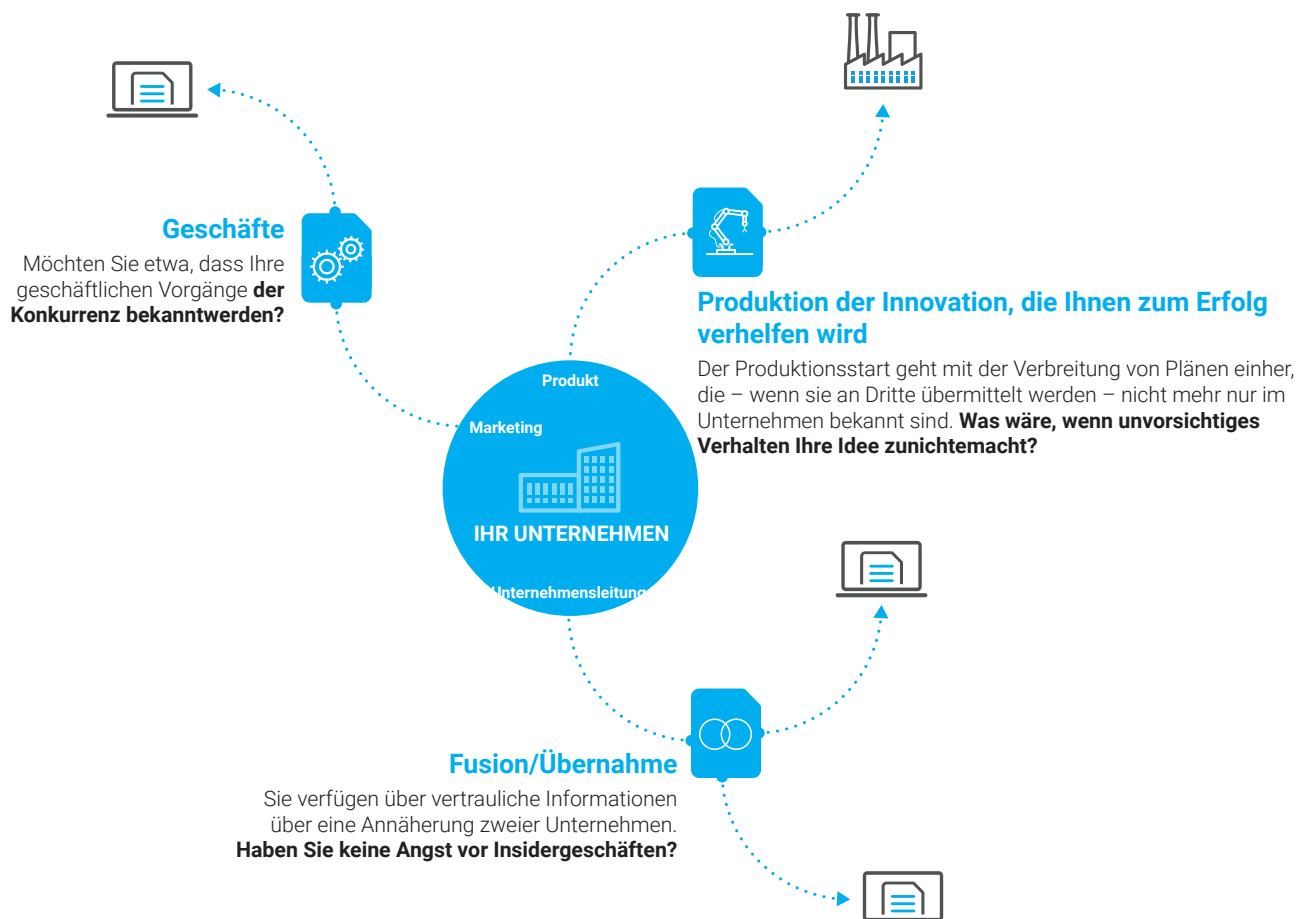 Geschäfte
Möchten Sie etwa, dass Ihre
geschäftlichen Vorgänge der
Konkurrenz bekanntwerden?
Produktion der Innovation, die Ihnen zum Erfolg
verhelfen wird
Der Produktionsstart geht mit der Verbreitung von Plänen einher,
die – wenn sie an Dritte übermittelt werden – nicht mehr nur im
Unternehmen bekannt sind. Was wäre, wenn unvorsichtiges
Verhalten Ihre Idee zunichtemacht?
Produkt
Marketing
IHR UNTERNEHMEN
Unternehmensleitung
Fusion/Übernahme
Sie verfügen über vertrauliche Informationen
über eine Annäherung zweier Unternehmen.
Haben Sie keine Angst vor Insidergeschäften?